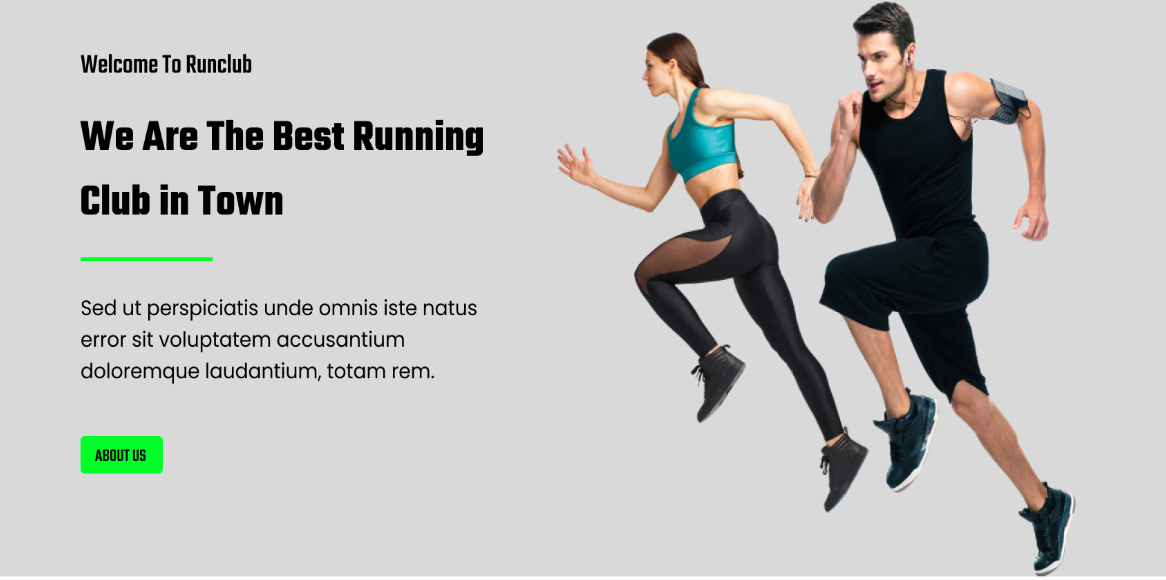 Welcome To Runclub
We Are The Best Running
Club in Town
Sed ut perspiciatis unde omnis iste natus
error sit voluptatem accusantium
doloremque laudantium, totam rem.
ABOUT US